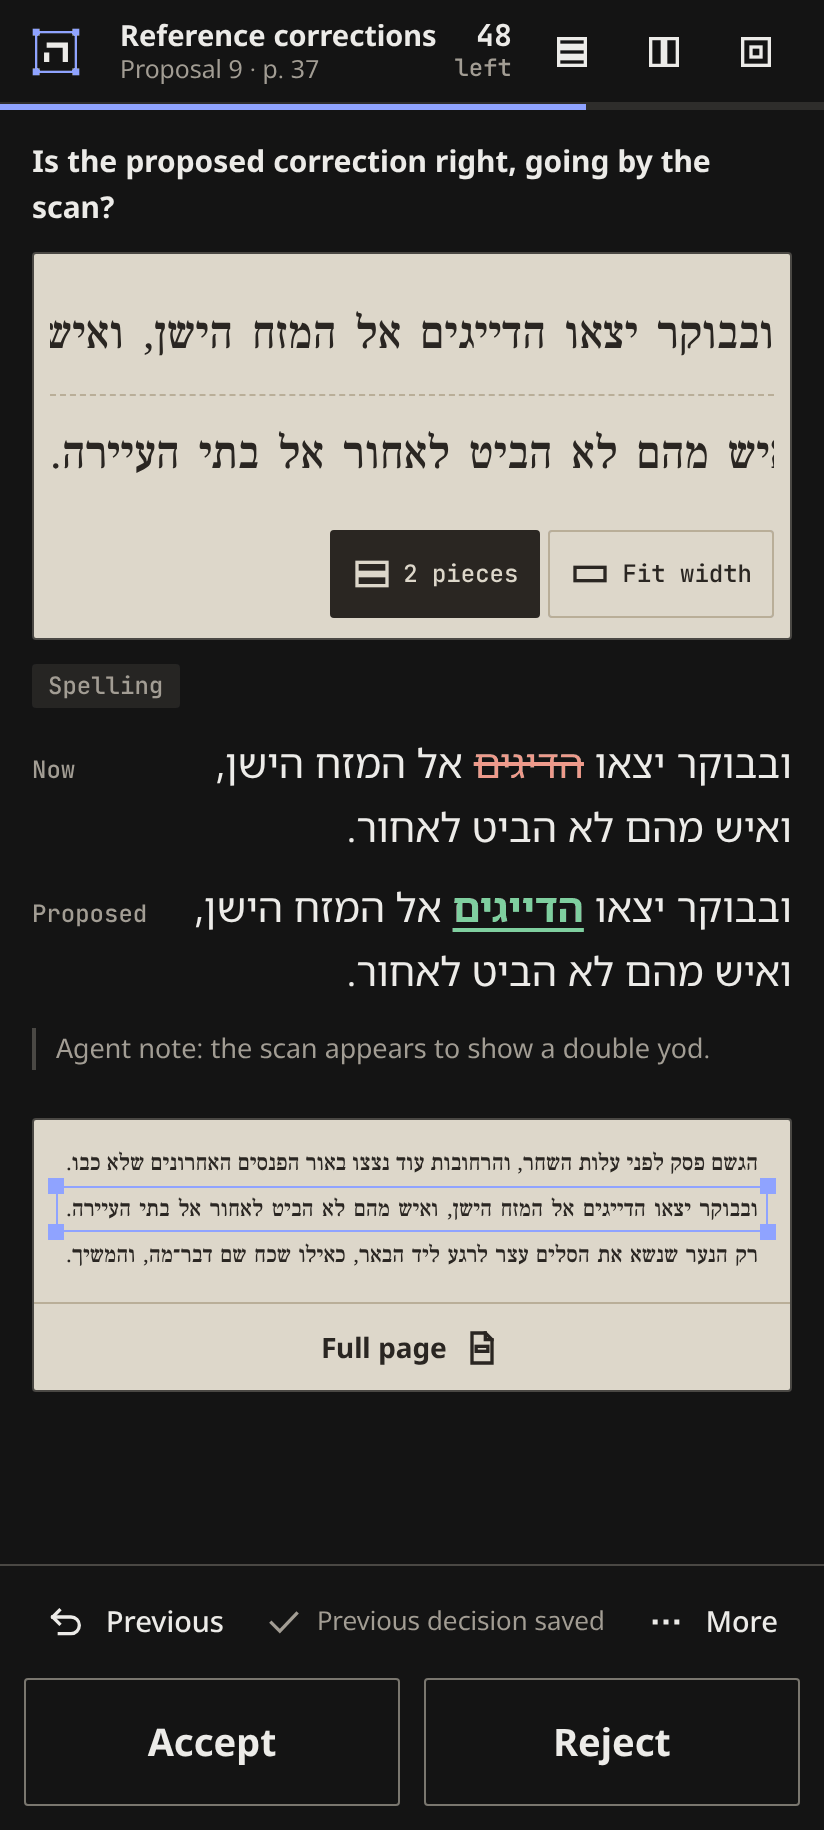 Reference corrections
Proposal 9 · p. 37
48
left
Is the proposed correction right, going by the
scan?
ובבוקר יצאו הדייגים אל המזח הישן, ואיש
איש מהם לא הביט לאחור אל בתי העיירה.
2 pieces
Fit width
Spelling
Now
ובבוקר יצאו הדיגים אל המזח הישן,
ואיש מהם לא הביט לאחור.
Proposed
ובבוקר יצאו הדייגים אל המזח הישן,
ואיש מהם לא הביט לאחור.
Agent note: the scan appears to show a double yod.
הגשם פסק לפני עלות השחר, והרחובות עוד נצצו באור הפנסים האחרונים שלא כבו.
ובבוקר יצאו הדייגים אל המזח הישן, ואיש מהם לא הביט לאחור אל בתי העיירה.
רק הנער שנשא את הסלים עצר לרגע ליד הבאר, כאילו שכח שם דבר־מה, והמשיך.
Full page
Previous
Previous decision saved
More
Accept
Reject